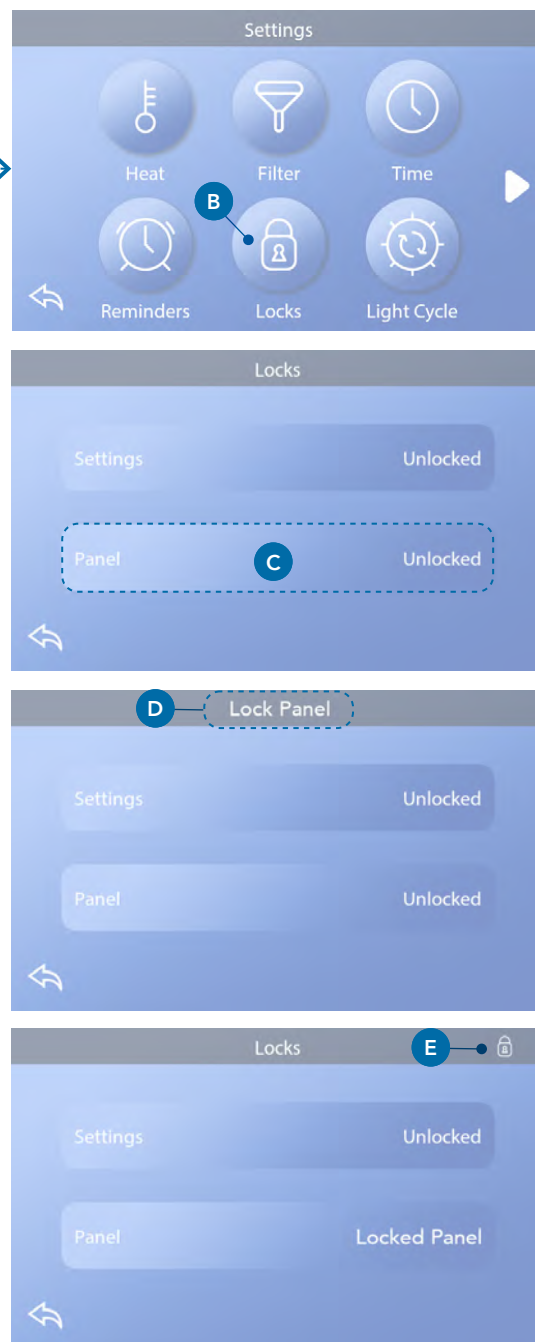 Settings
Heat Filter Time
B
Reminders Locks Light Cycle
Locks
Settings Unlocked
Panel C Unlocked
D Lock Panel
Settings Unlocked
Panel Unlocked
Locks E
Settings Unlocked
Panel Locked Panel